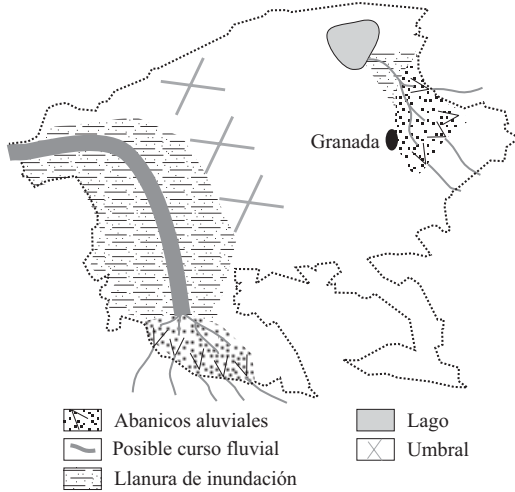 Granada
Abanicos aluviales
Posible curso fluvial
Llanura de inundación
Lago
Umbral